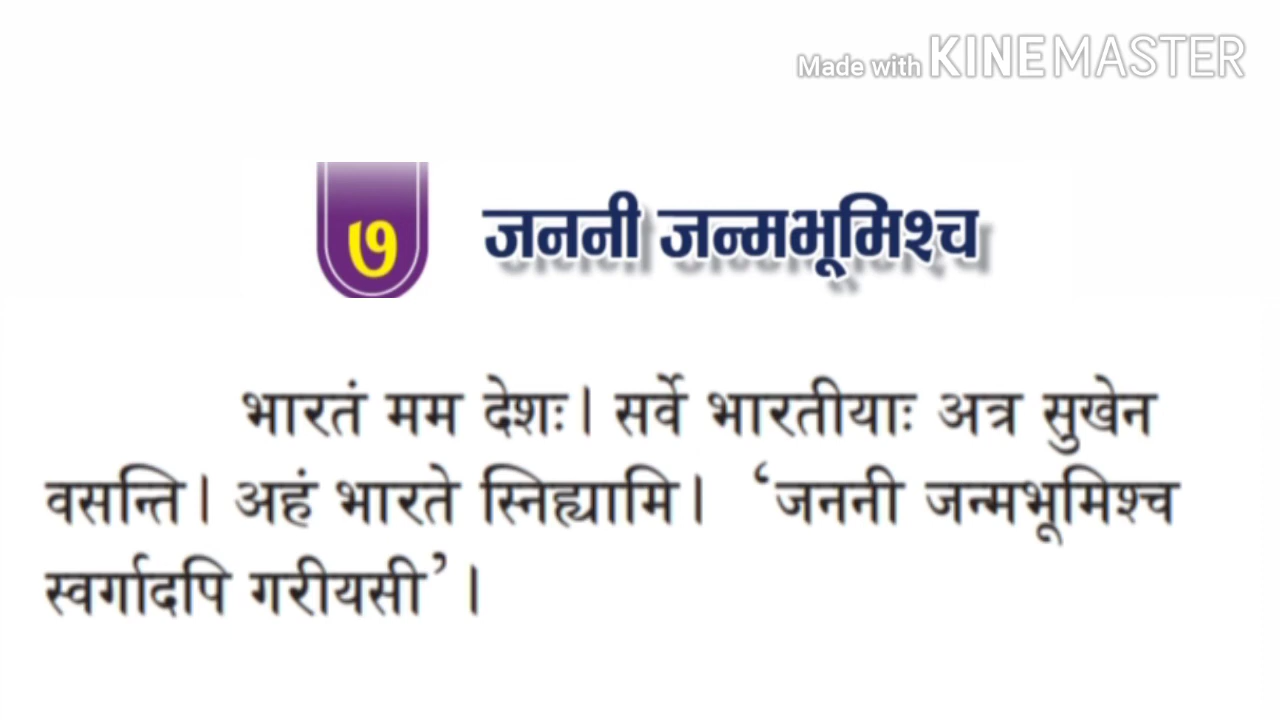 Made with KINEMASTER
७ जननी जन्मभूमिश्च
भारतं मम देशः। सर्वे भारतीयाः अत्र सुखेन
वसन्ति। अहं भारते स्निह्यामि। ‘जननी जन्मभूमिश्च
स्वर्गादपि गरीयसी’।